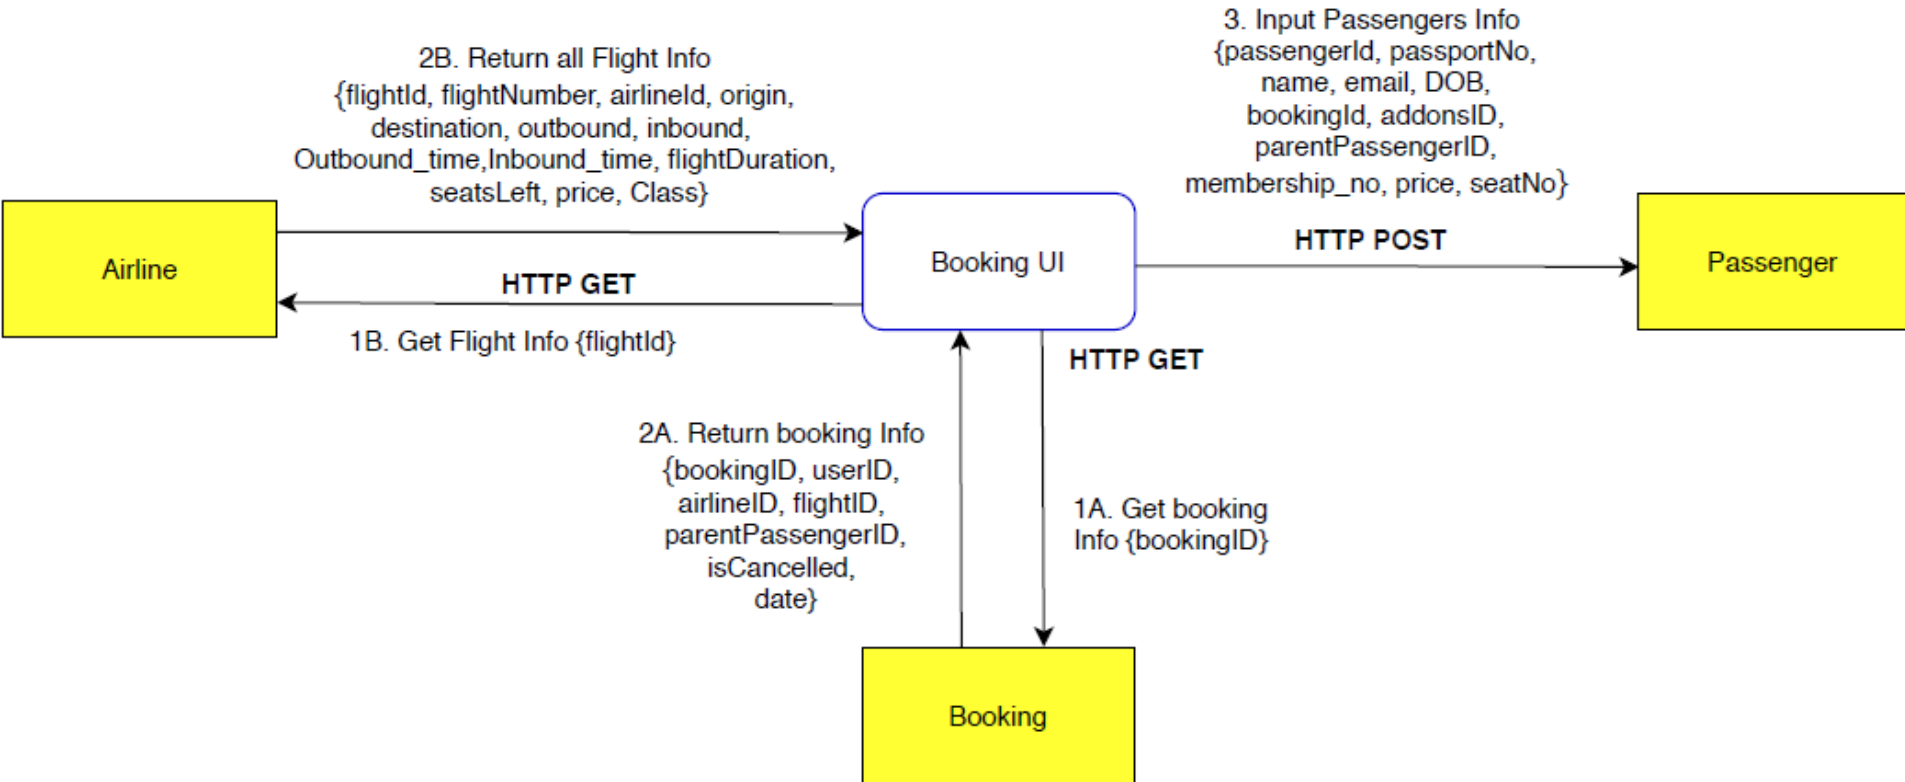 2B. Return all Flight Info
{flightId, flightNumber, airlineId, origin,
destination, outbound, inbound,
Outbound_time,Inbound_time, flightDuration,
seatsLeft, price, Class}
3. Input Passengers Info
{passengerId, passportNo,
name, email, DOB,
bookingId, addonsID,
parentPassengerID,
membership_no, price, seatNo}
Airline
HTTP GET
1B. Get Flight Info {flightId}
Booking UI
HTTP POST
Passenger
HTTP GET
2A. Return booking Info
{bookingID, userID,
airlineID, flightID,
parentPassengerID,
isCancelled,
date}
1A. Get booking
Info {bookingID}
Booking